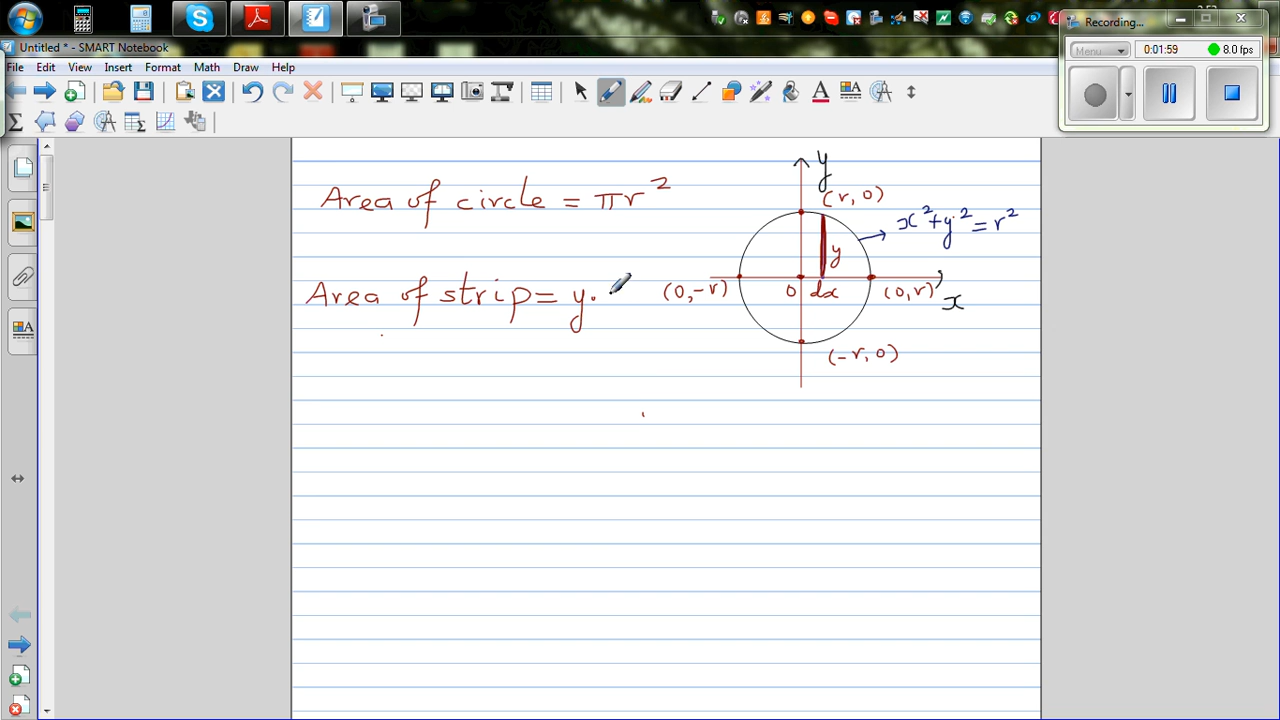 Recording...
Untitled * - SMART Notebook
Menu
0:01:59
8.0 fps
File Edit View Insert Format Math Draw Help
y
Area of circle = πr²
(r, 0)
x² + y² = r²
y
Area of strip = y.
(0, -r)
0
dx
(0, r)
x
(-r, 0)